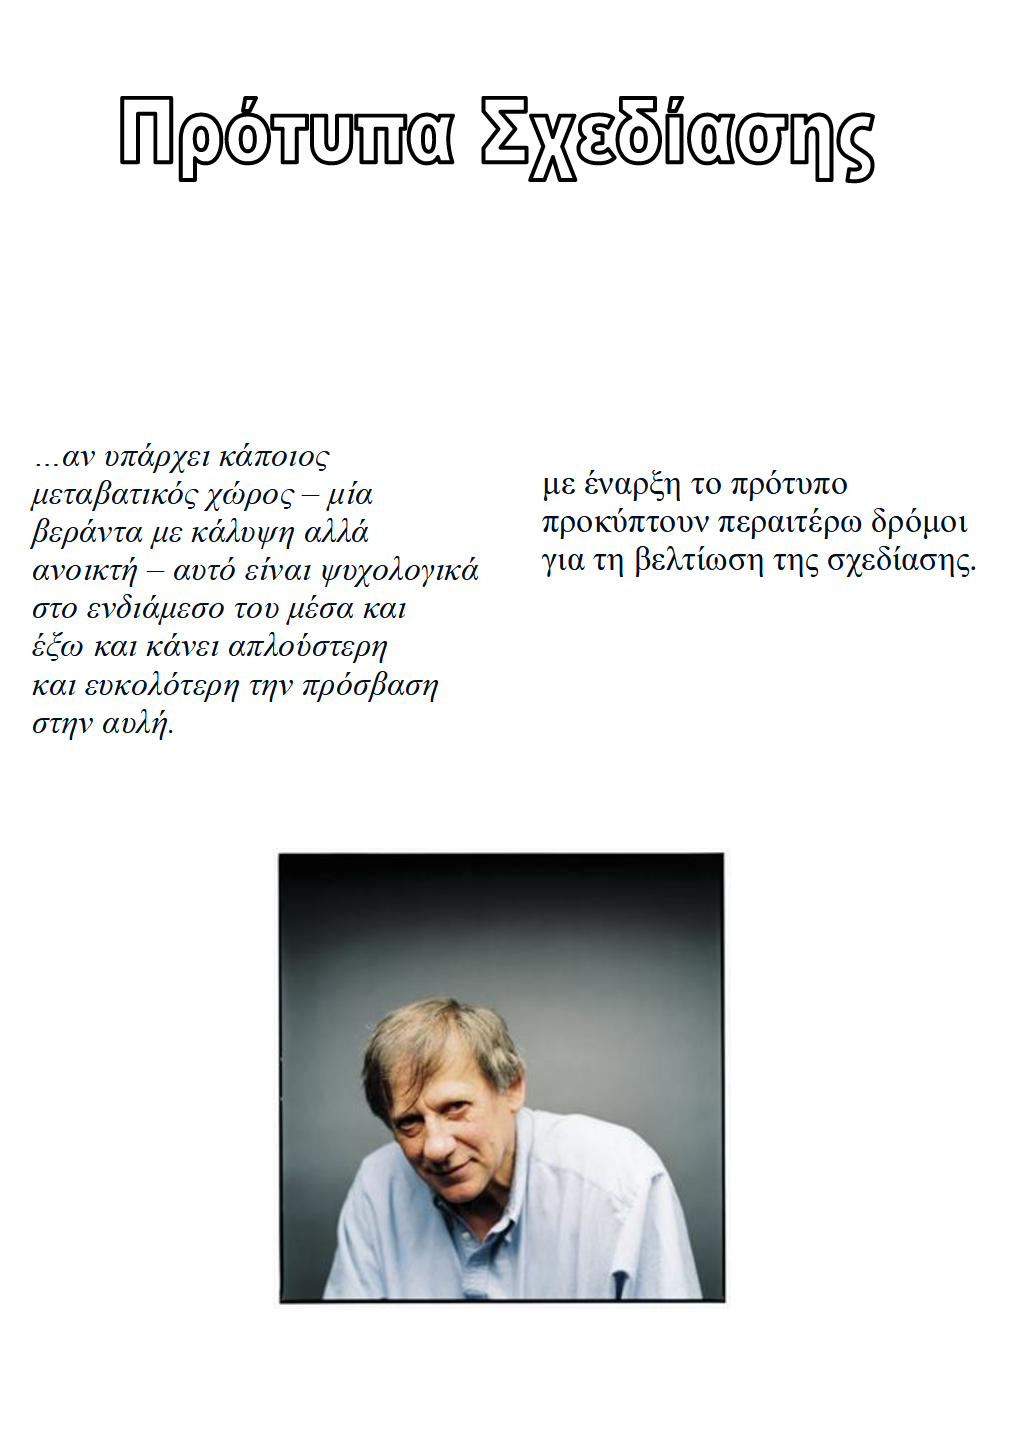 Πρότυπα Σχεδίασης
...αν υπάρχει κάποιος
μεταβατικός χώρος – μία
βεράντα με κάλυψη αλλά
ανοικτή – αυτό είναι ψυχολογικά
στο ενδιάμεσο του μέσα και
έξω και κάνει απλούστερη
και ευκολότερη την πρόσβαση
στην αυλή.
με έναρξη το πρότυπο
προκύπτουν περαιτέρω δρόμοι
για τη βελτίωση της σχεδίασης.